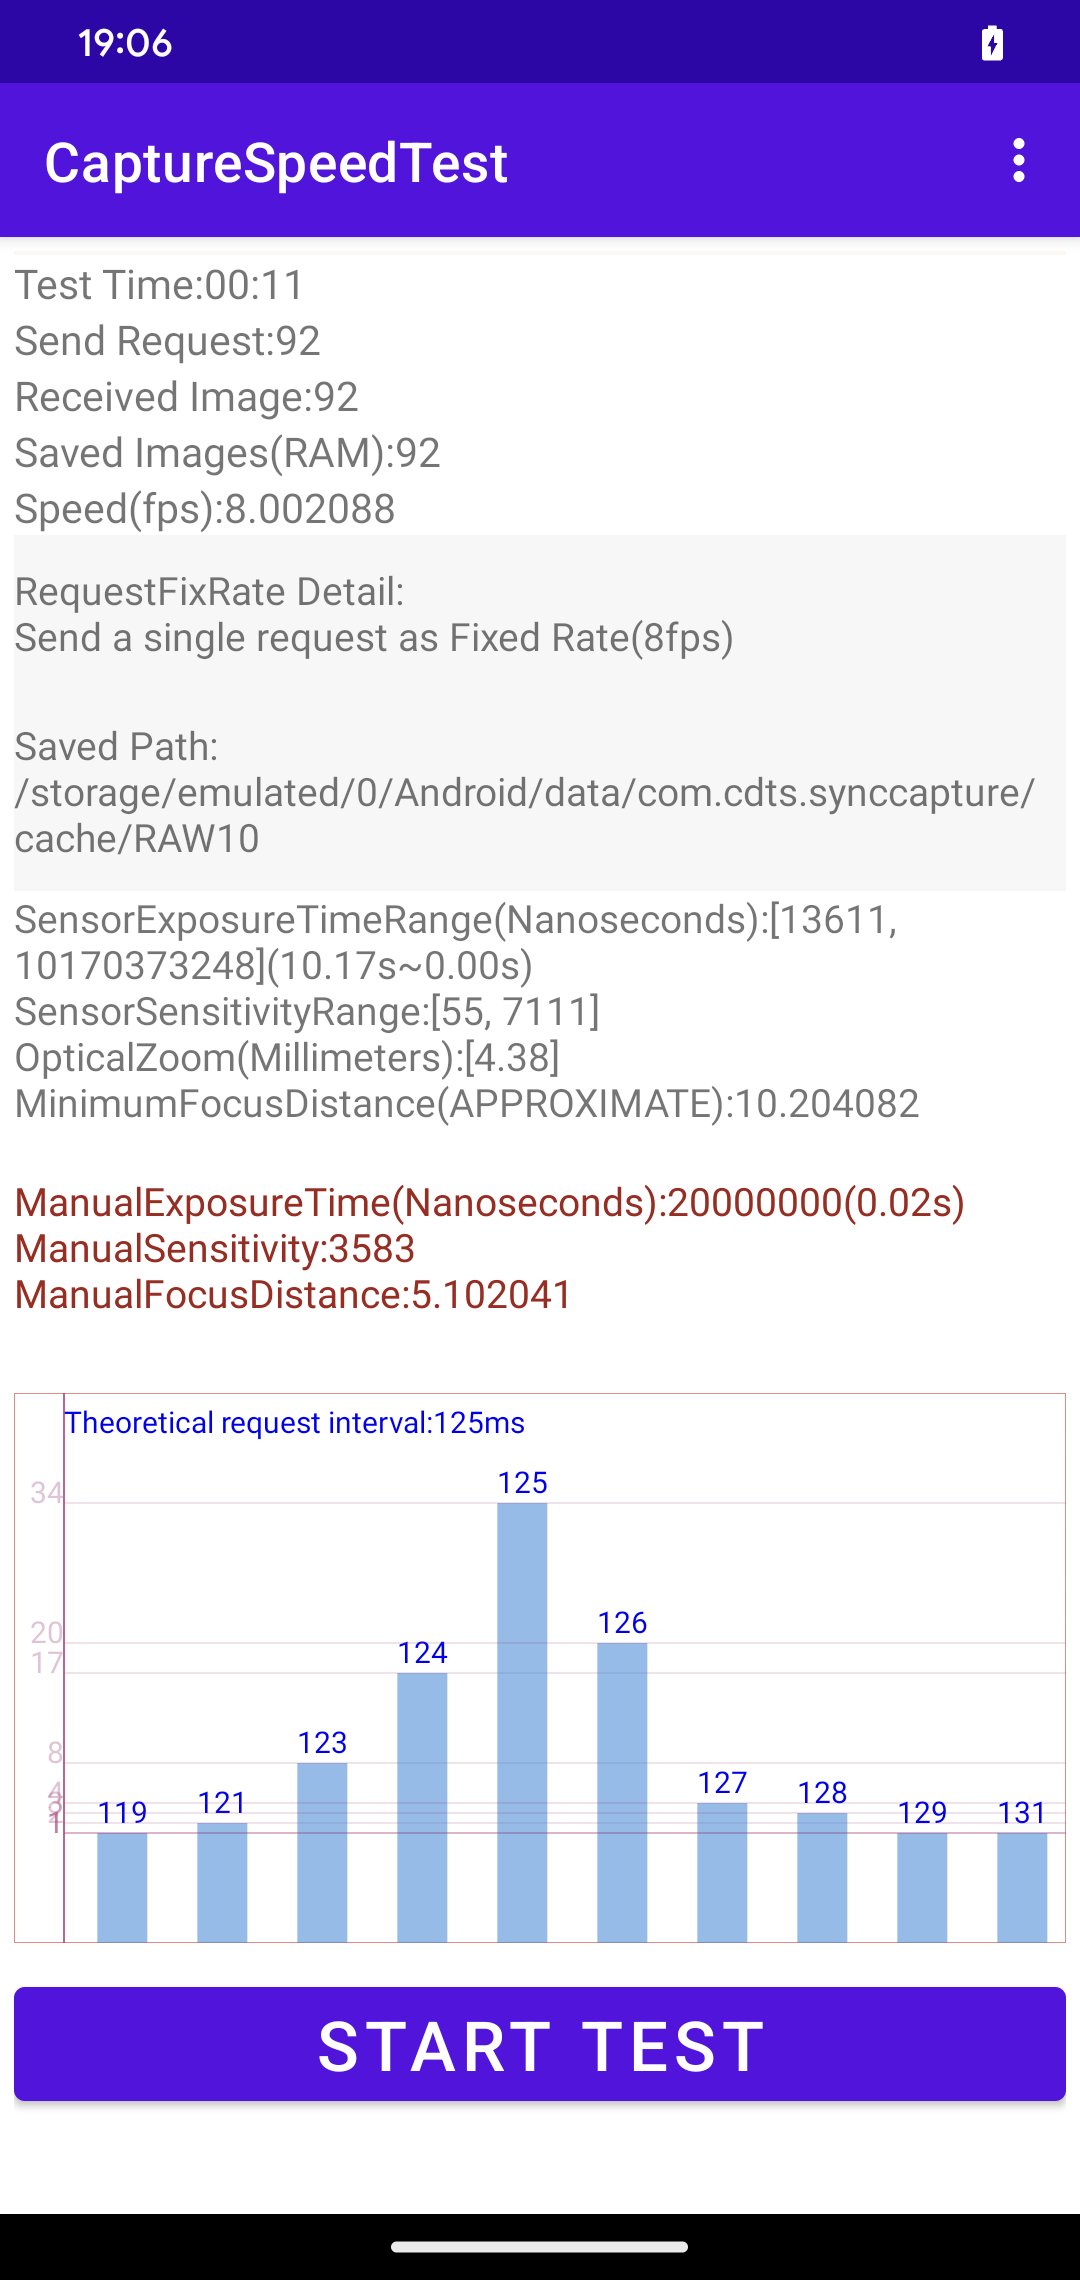 19:06
CaptureSpeedTest
Test Time:00:11
Send Request:92
Received Image:92
Saved Images(RAM):92
Speed(fps):8.002088
RequestFixRate Detail:
Send a single request as Fixed Rate(8fps)
Saved Path:
/storage/emulated/0/Android/data/com.cdts.synccapture/
cache/RAW10
SensorExposureTimeRange(Nanoseconds):[13611,
10170373248](10.17s~0.00s)
SensorSensitivityRange:[55, 7111]
OpticalZoom(Millimeters):[4.38]
MinimumFocusDistance(APPROXIMATE):10.204082
ManualExposureTime(Nanoseconds):20000000(0.02s)
ManualSensitivity:3583
ManualFocusDistance:5.102041
Theoretical request interval:125ms
34
125
20
126
17
124
8
123
4
127
3
128
121
1
119
129
131
START TEST